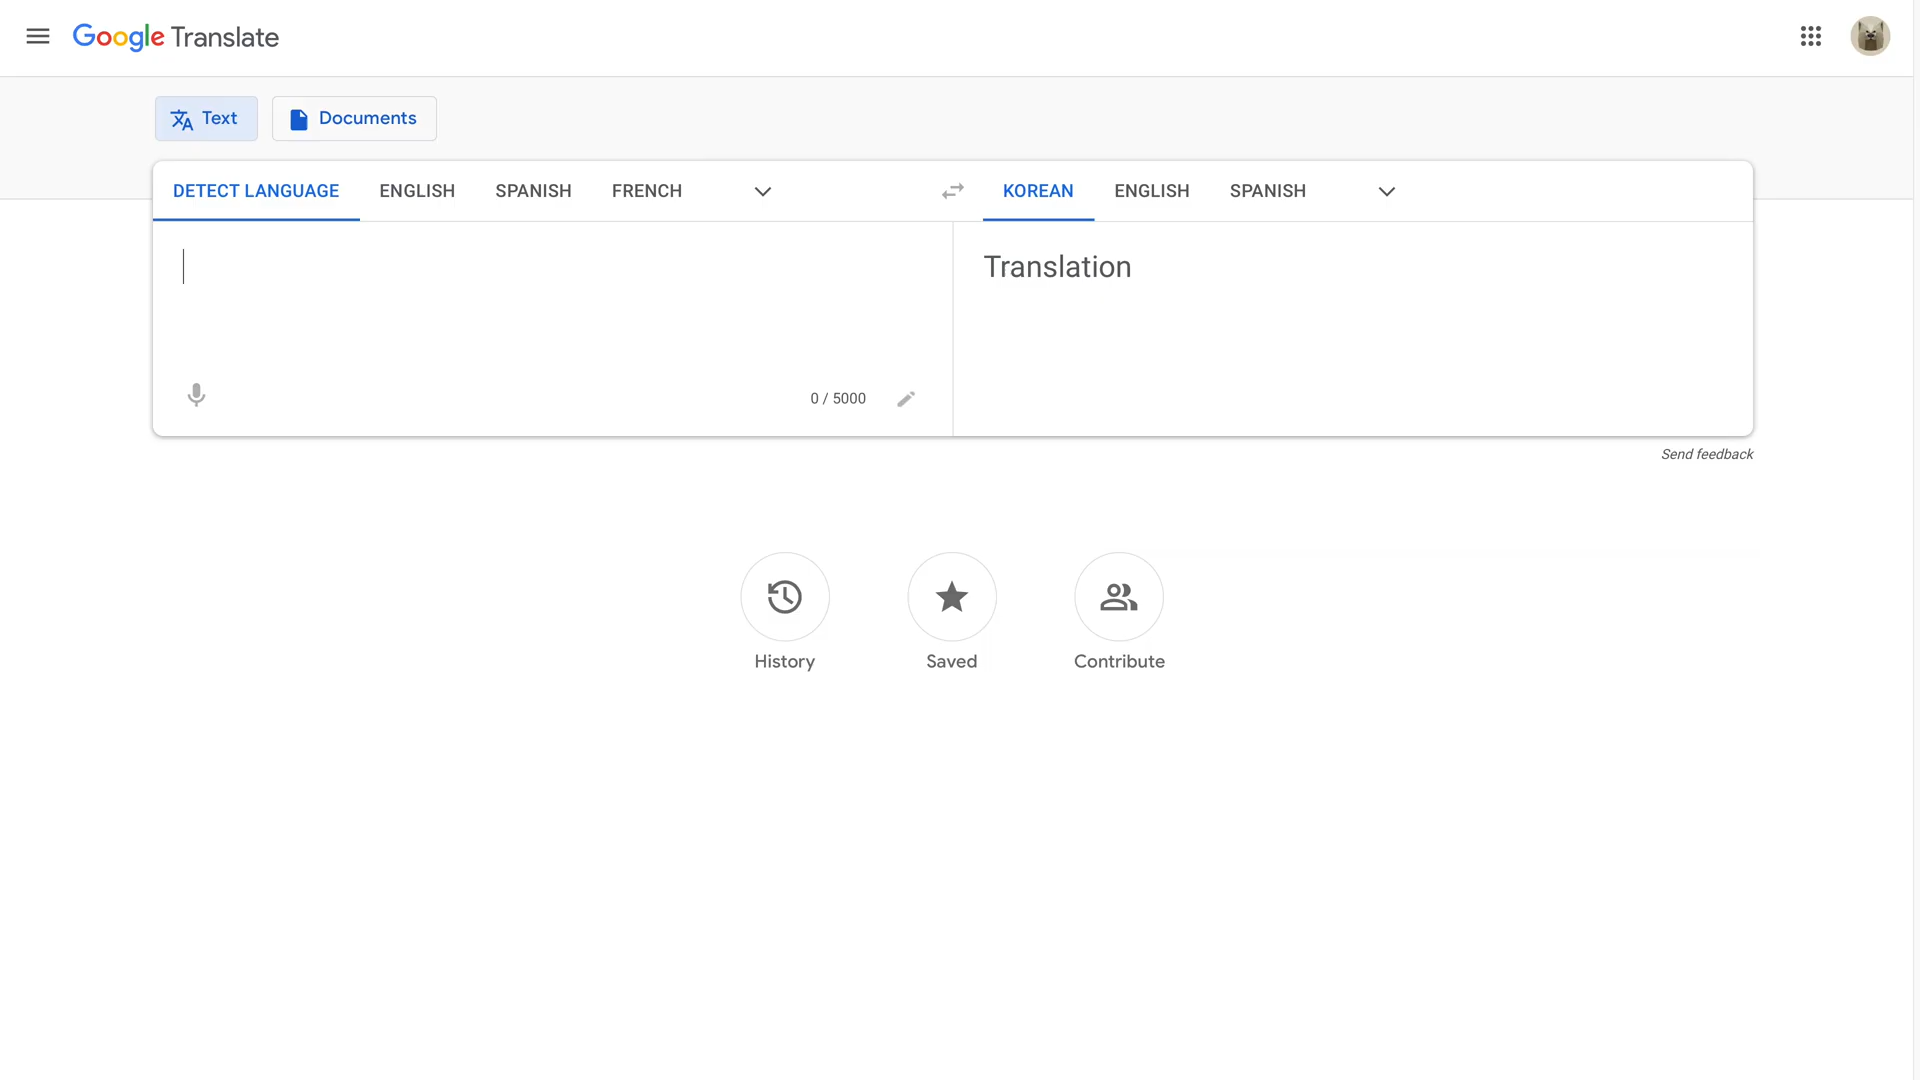 Google Translate
Text
Documents
DETECT LANGUAGE ENGLISH SPANISH FRENCH
KOREAN ENGLISH SPANISH
Translation
0 / 5000
Send feedback
History
Saved
Contribute